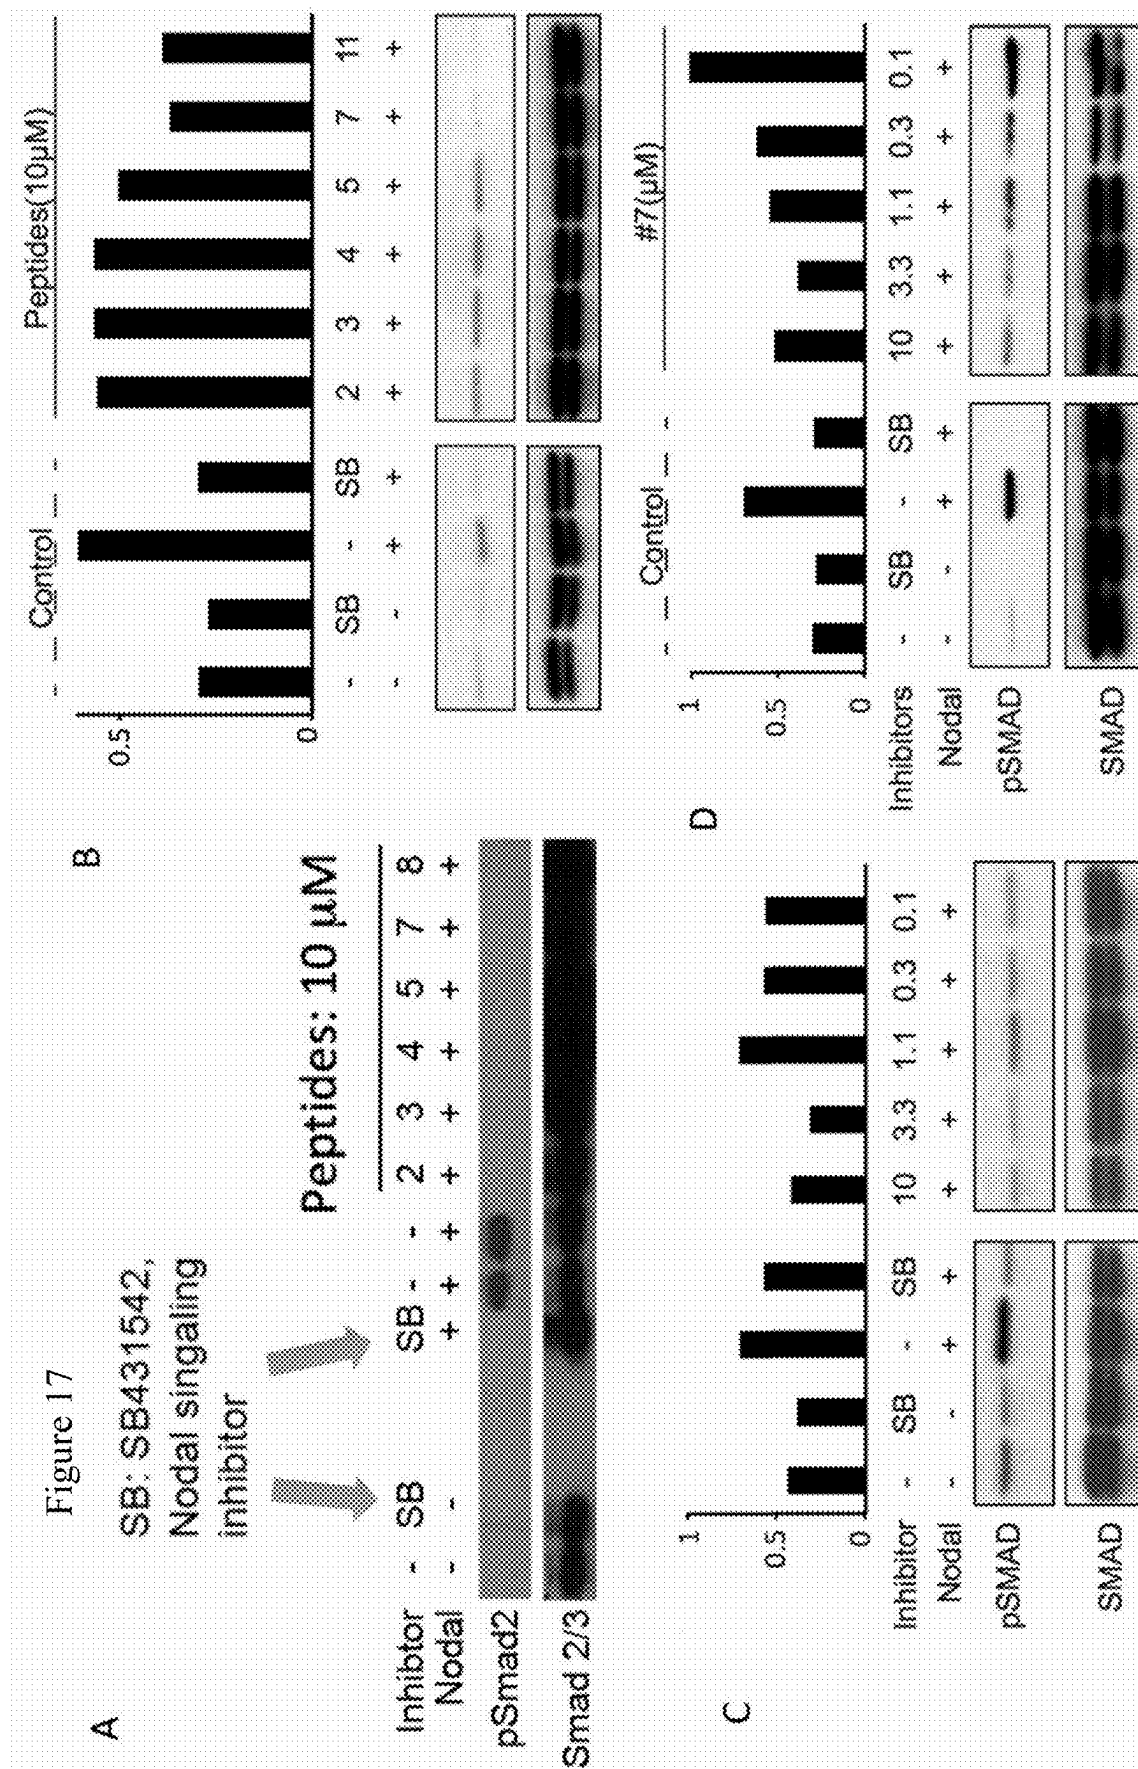 Figure 17
A
SB: SB431542,
Nodal singaling
inhibitor
Peptides: 10 µM
Inhibtor - SB SB - - 2 3 4 5 7 8
Nodal - - + + + + + + + + +
pSmad2
Smad 2/3
B
- - Control - - Peptides(10µM)
0.5
0
- SB - SB 2 3 4 5 7 11
- - + + + + + + + +
C
1
0.5
0
Inhibitor - SB - SB 10 3.3 1.1 0.3 0.1
Nodal - - + + + + + + +
pSMAD
SMAD
D
- - Control - - #7(µM)
1
0.5
0
Inhibitors - SB - SB 10 3.3 1.1 0.3 0.1
Nodal - - + + + + + + +
pSMAD
SMAD